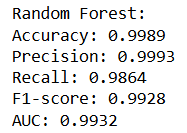 Random Forest:
Accuracy: 0.9989
Precision: 0.9993
Recall: 0.9864
F1-score: 0.9928
AUC: 0.9932